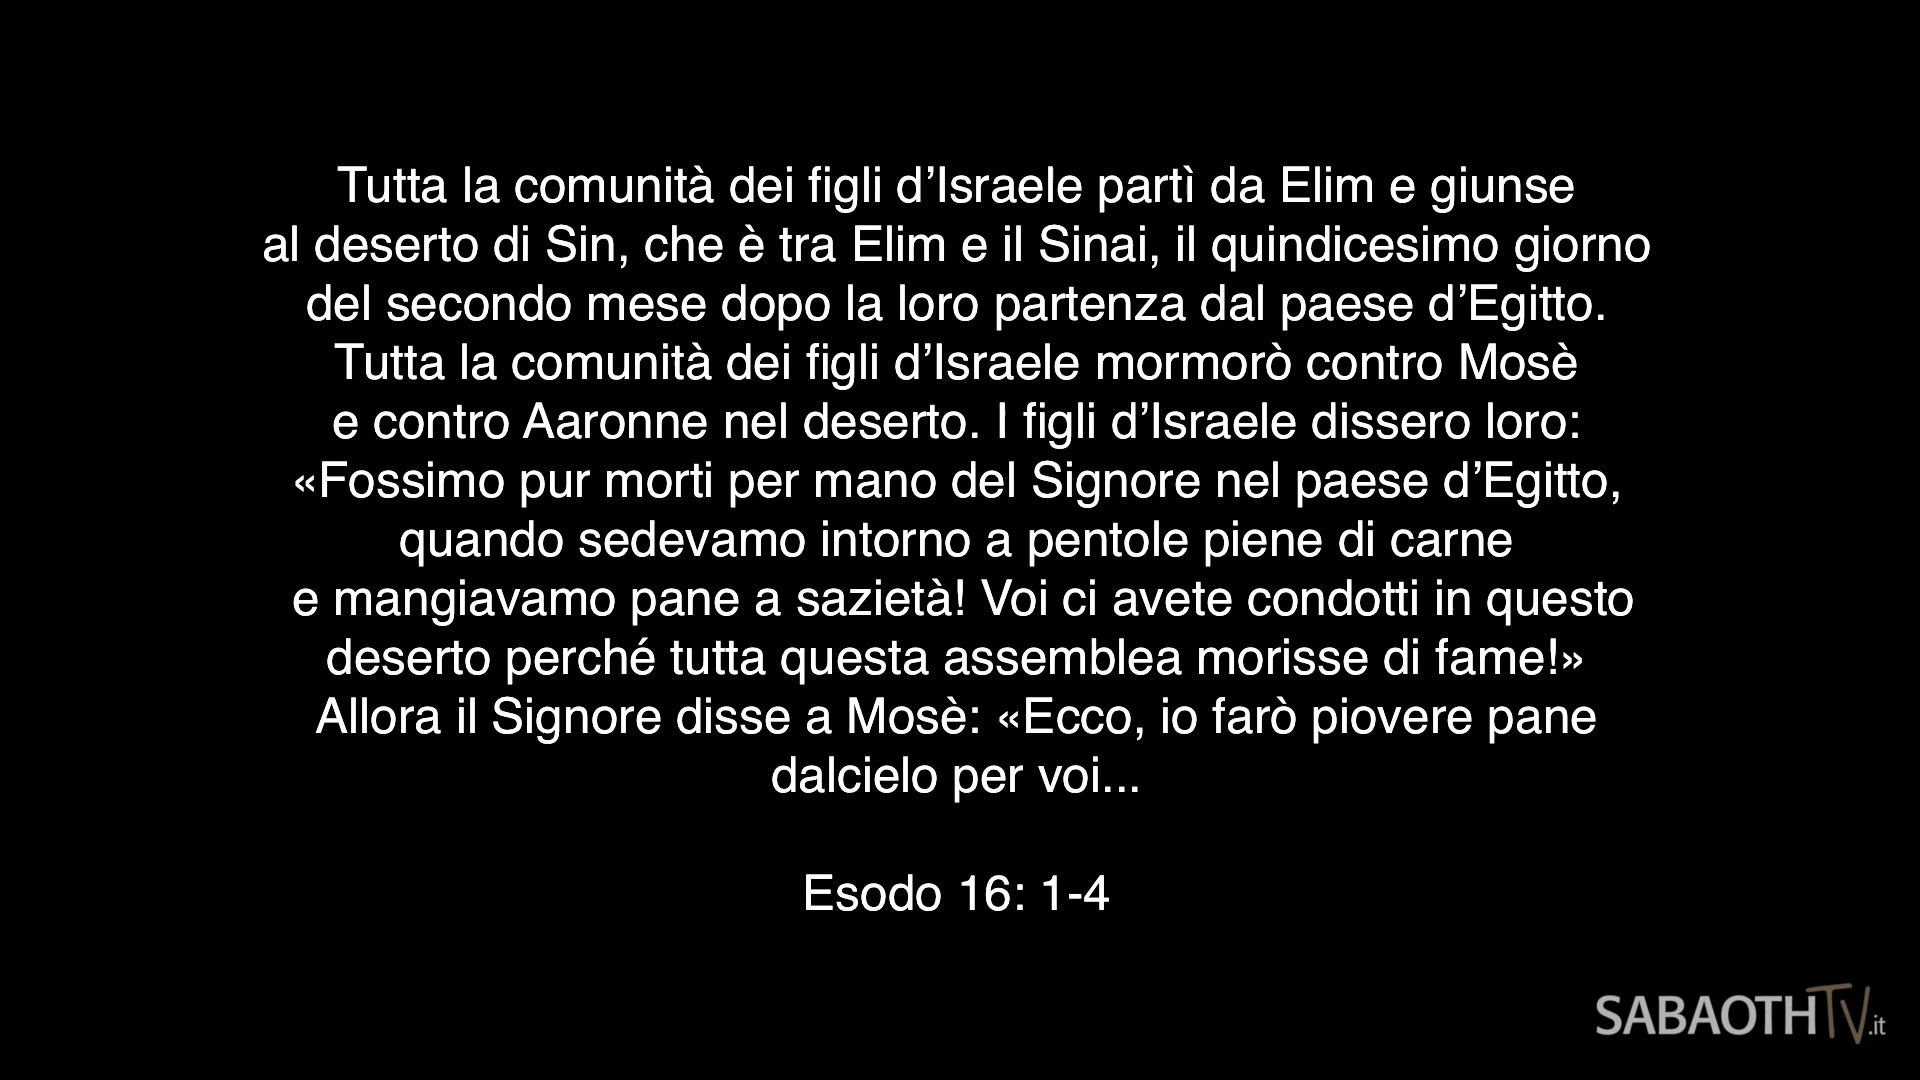 Tutta la comunità dei figli d’Israele partì da Elim e giunse
al deserto di Sin, che è tra Elim e il Sinai, il quindicesimo giorno
del secondo mese dopo la loro partenza dal paese d’Egitto.
Tutta la comunità dei figli d’Israele mormorò contro Mosè
e contro Aaronne nel deserto. I figli d’Israele dissero loro:
«Fossimo pur morti per mano del Signore nel paese d’Egitto,
quando sedevamo intorno a pentole piene di carne
e mangiavamo pane a sazietà! Voi ci avete condotti in questo
deserto perché tutta questa assemblea morisse di fame!»
Allora il Signore disse a Mosè: «Ecco, io farò piovere pane
dalcielo per voi...
Esodo 16: 1-4
SABAOTHTV.it